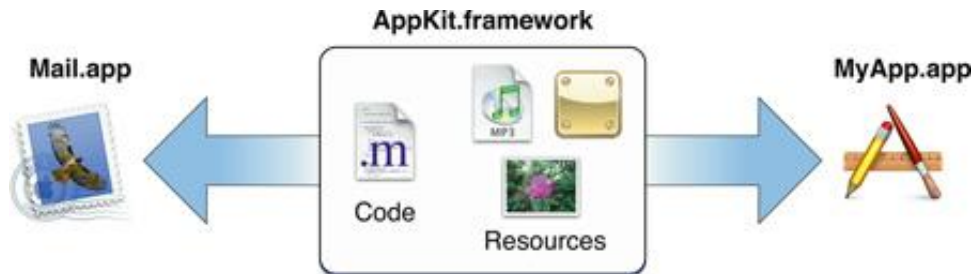 AppKit.framework
Mail.app
MyApp.app
MP3
.m
Code
Resources